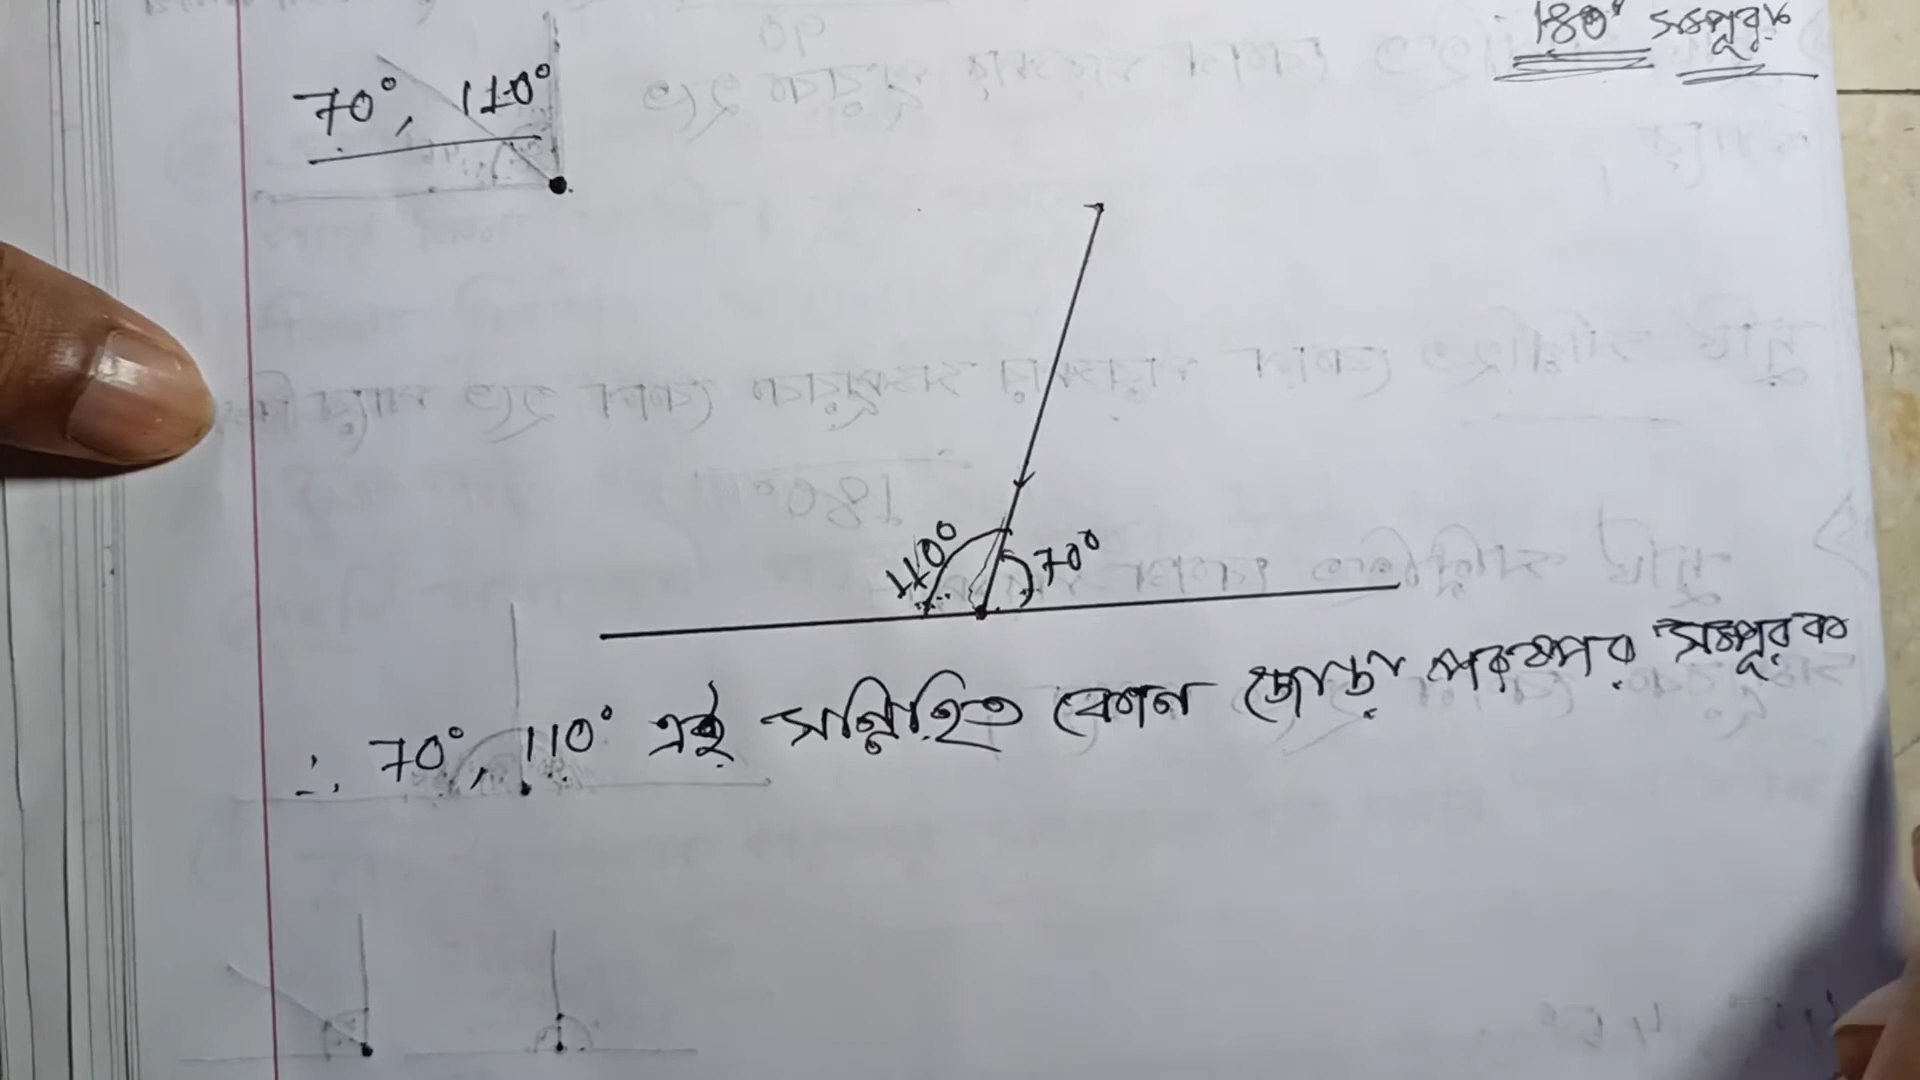 180° সম্পূরক
70°, 110°
110° 70°
∴ 70°, 110° এই সন্নিহিত কোণ জোড়া পরস্পর সম্পূরক